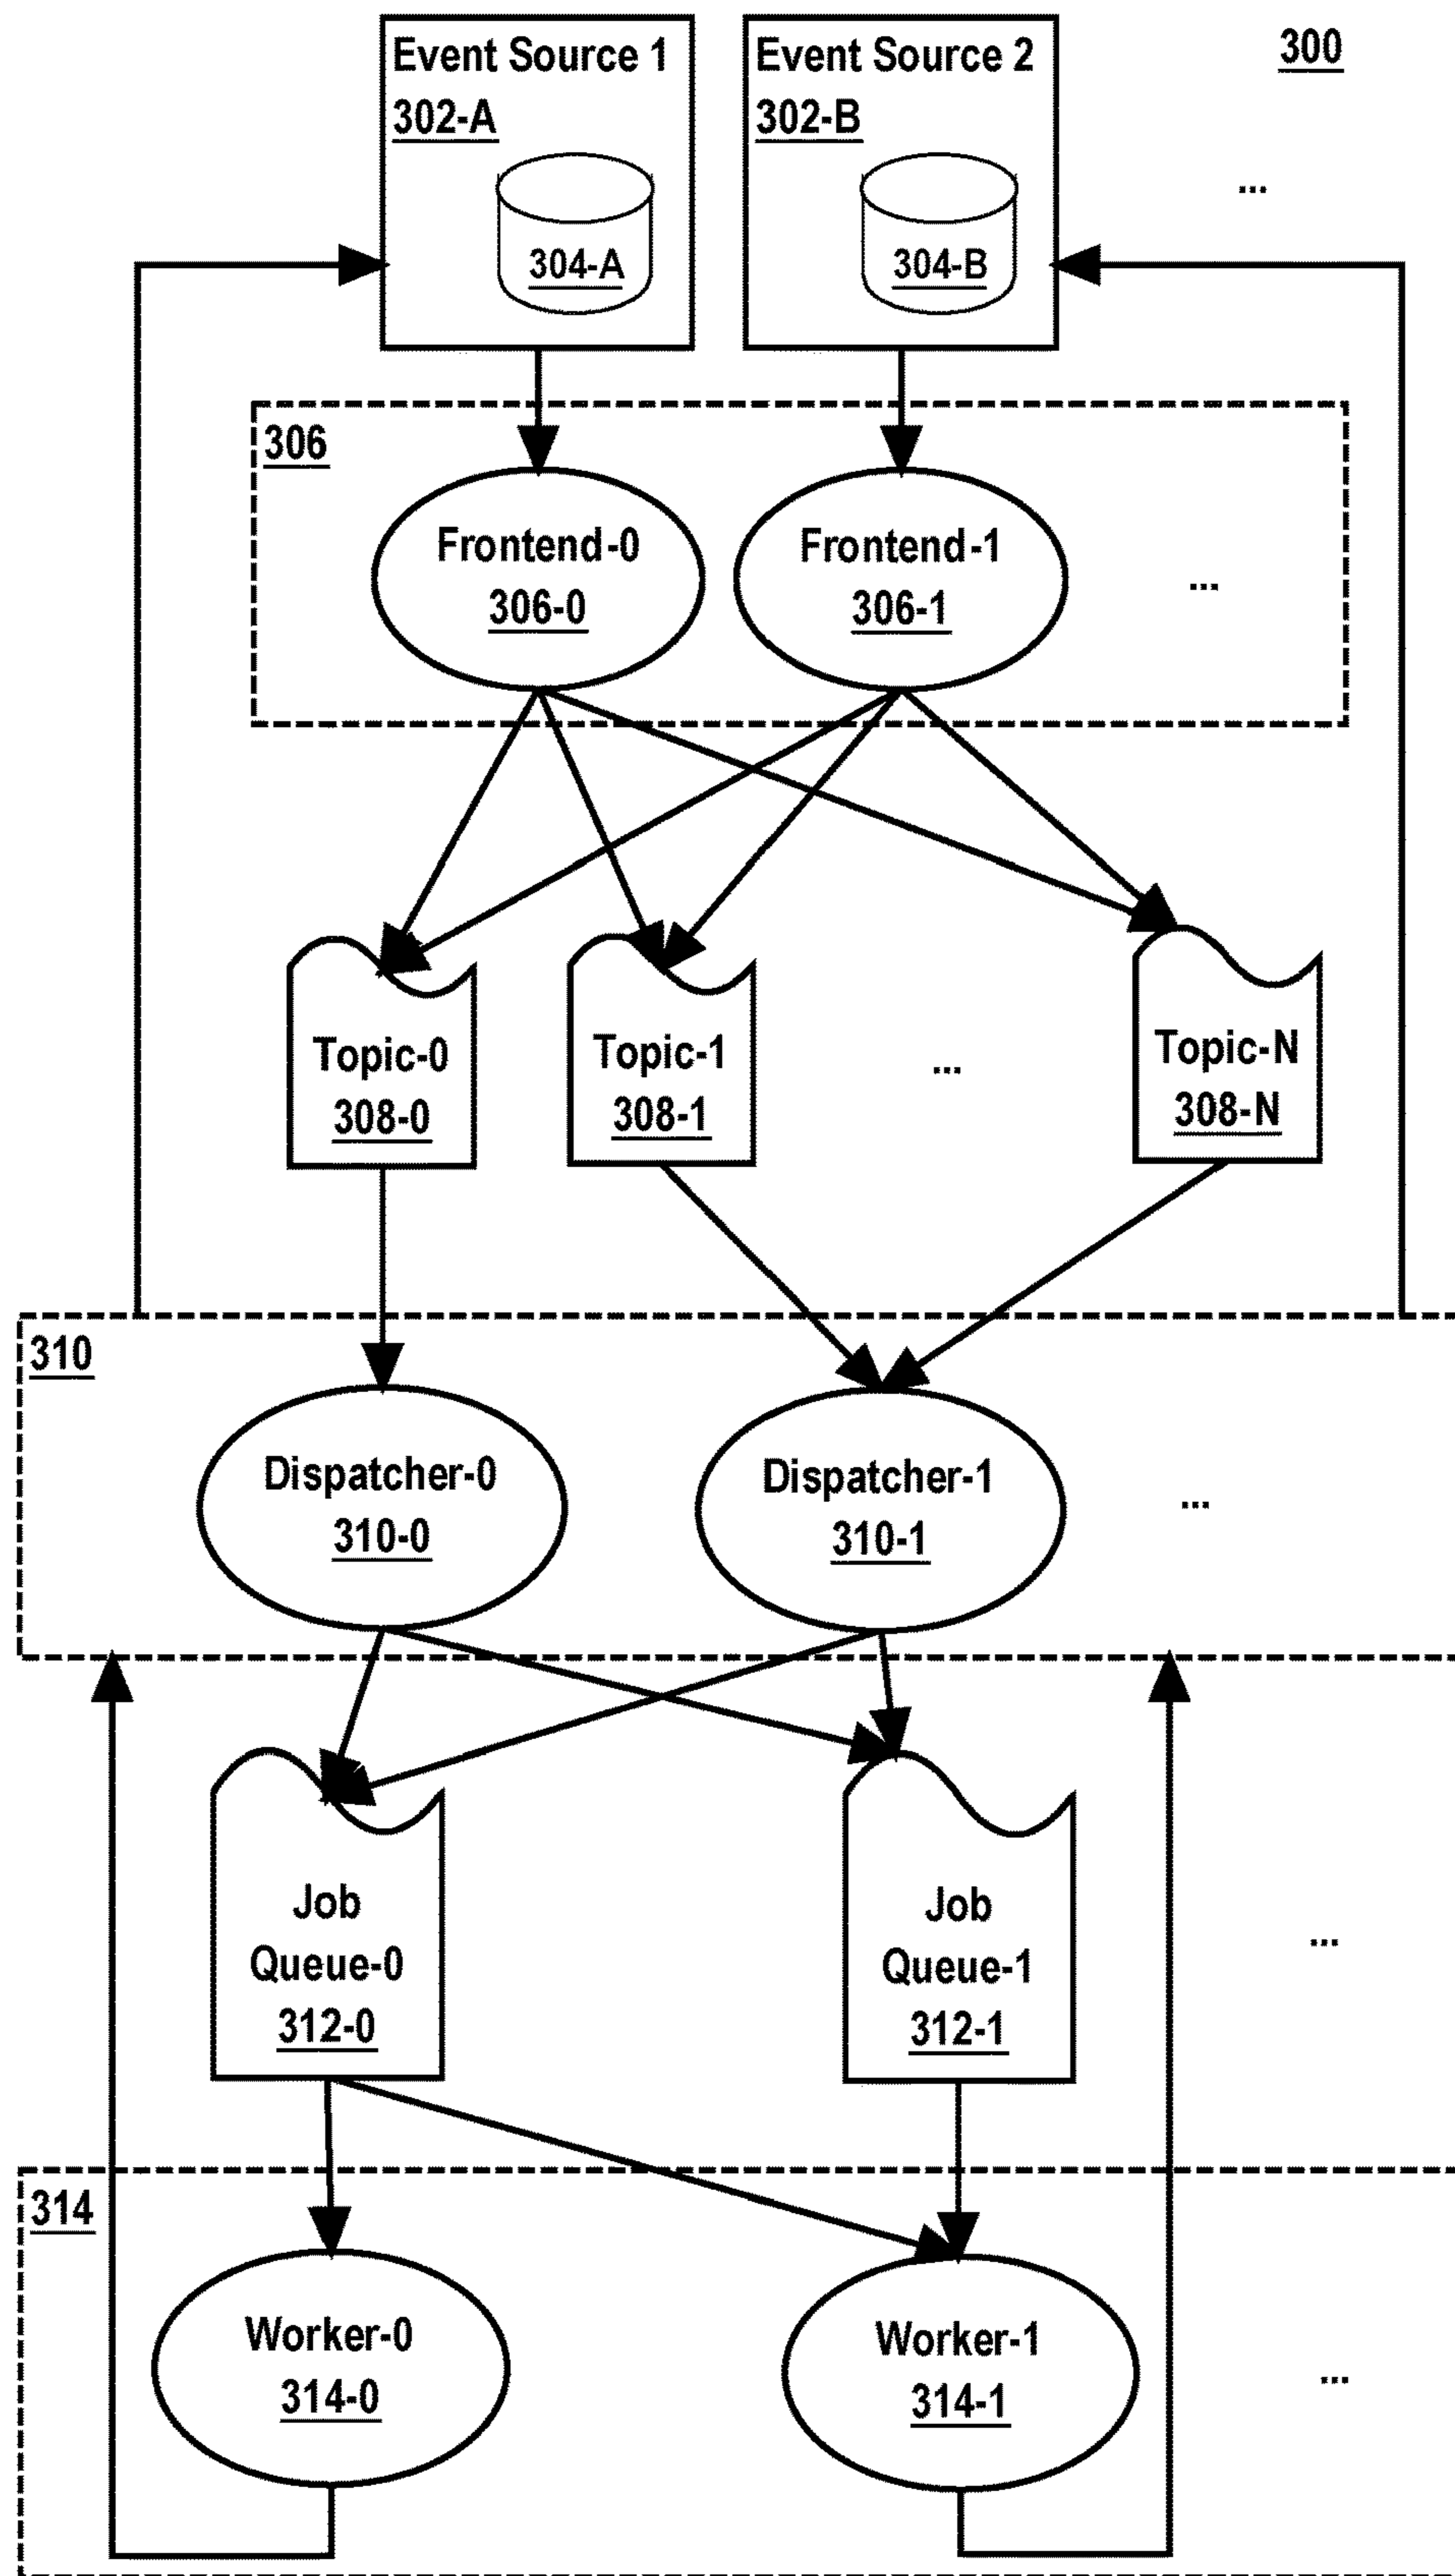 300
Event Source 1
302-A
304-A
Event Source 2
302-B
304-B
...
306
Frontend-0
306-0
Frontend-1
306-1
...
Topic-0
308-0
Topic-1
308-1
...
Topic-N
308-N
310
Dispatcher-0
310-0
Dispatcher-1
310-1
...
Job
Queue-0
312-0
Job
Queue-1
312-1
...
314
Worker-0
314-0
Worker-1
314-1
...